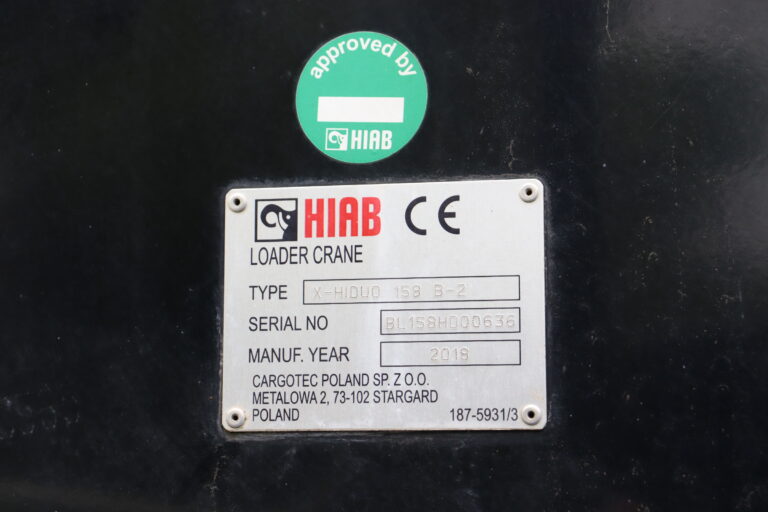 approved by
HIAB
HIAB CE
LOADER CRANE
TYPE X-HIDUO 158 B-2
SERIAL NO BL158HD00636
MANUF. YEAR 2018
CARGOTEC POLAND SP. Z O.O.
METALOWA 2, 73-102 STARGARD
POLAND 187-5931/3